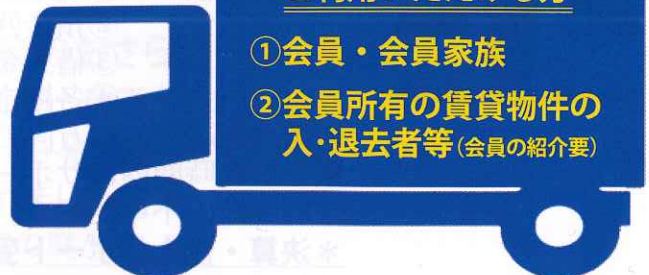 ①会員・会員家族
②会員所有の賃貸物件の
入・退去者等(会員の紹介要)